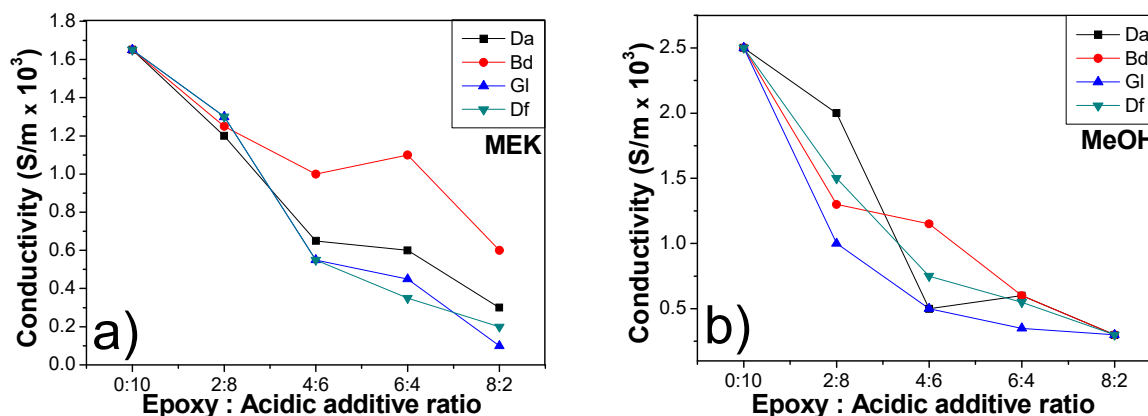 1.8
1.6
1.4
1.2
1.0
0.8
0.6
0.4
0.2
0.0
Conductivity (S/m x 10³)
Da
Bd
Gl
Df
MEK
a)
0:10 2:8 4:6 6:4 8:2
Epoxy : Acidic additive ratio
2.5
2.0
1.5
1.0
0.5
Conductivity (S/m x 10³)
Da
Bd
Gl
Df
MeOH
b)
0:10 2:8 4:6 6:4 8:2
Epoxy : Acidic additive ratio